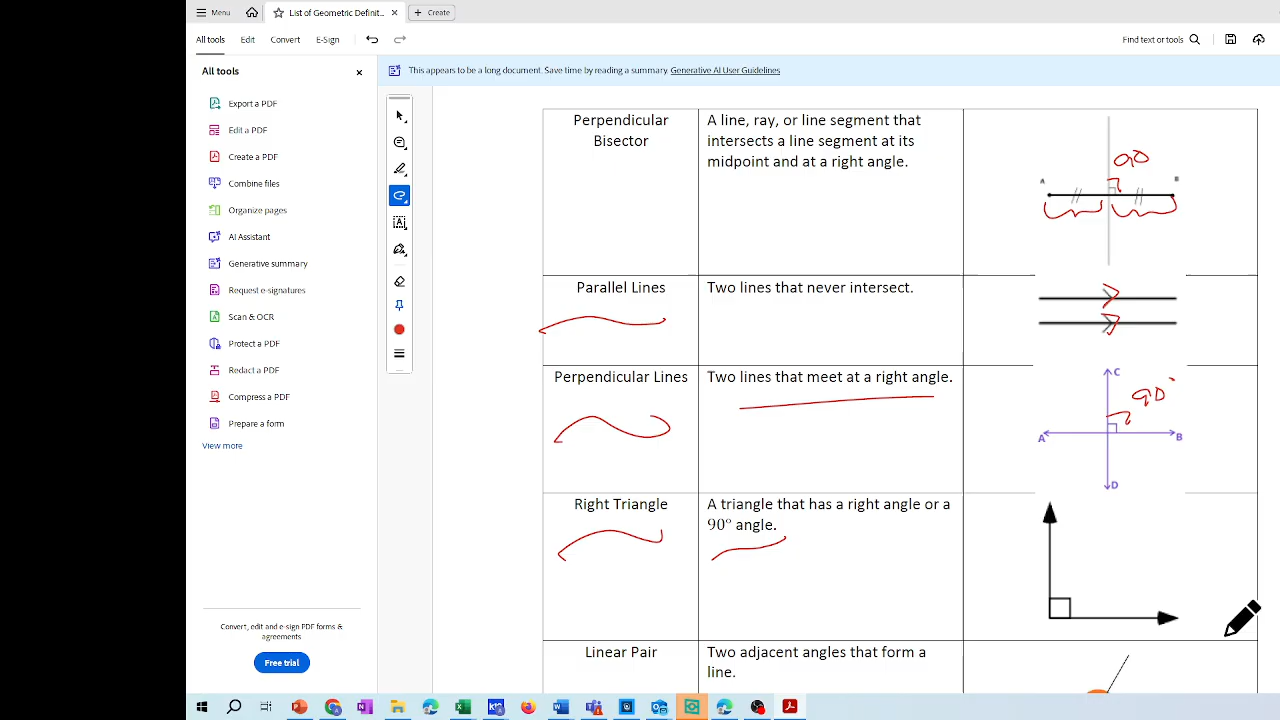 Menu
List of Geometric Definit...
Create
All tools
Edit
Convert
E-Sign
Find text or tools
All tools
This appears to be a long document. Save time by reading a summary. Generative AI User Guidelines
Export a PDF
Edit a PDF
Create a PDF
Combine files
Organize pages
AI Assistant
Generative summary
Request e-signatures
Scan & OCR
Protect a PDF
Redact a PDF
Compress a PDF
Prepare a form
View more
Convert, edit and e-sign PDF forms &
agreements
Free trial
Perpendicular
Bisector
A line, ray, or line segment that
intersects a line segment at its
midpoint and at a right angle.
90
A
B
Parallel Lines
Two lines that never intersect.
Perpendicular Lines
Two lines that meet at a right angle.
C
90°
A
B
D
Right Triangle
A triangle that has a right angle or a
90° angle.
Linear Pair
Two adjacent angles that form a
line.